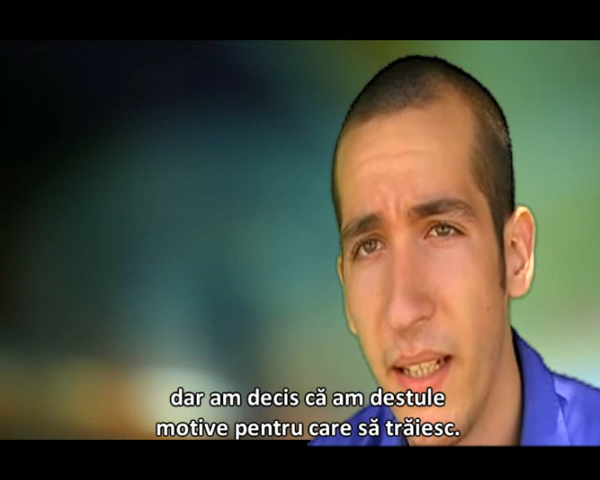 dar am decis că am destule
motive pentru care să trăiesc.